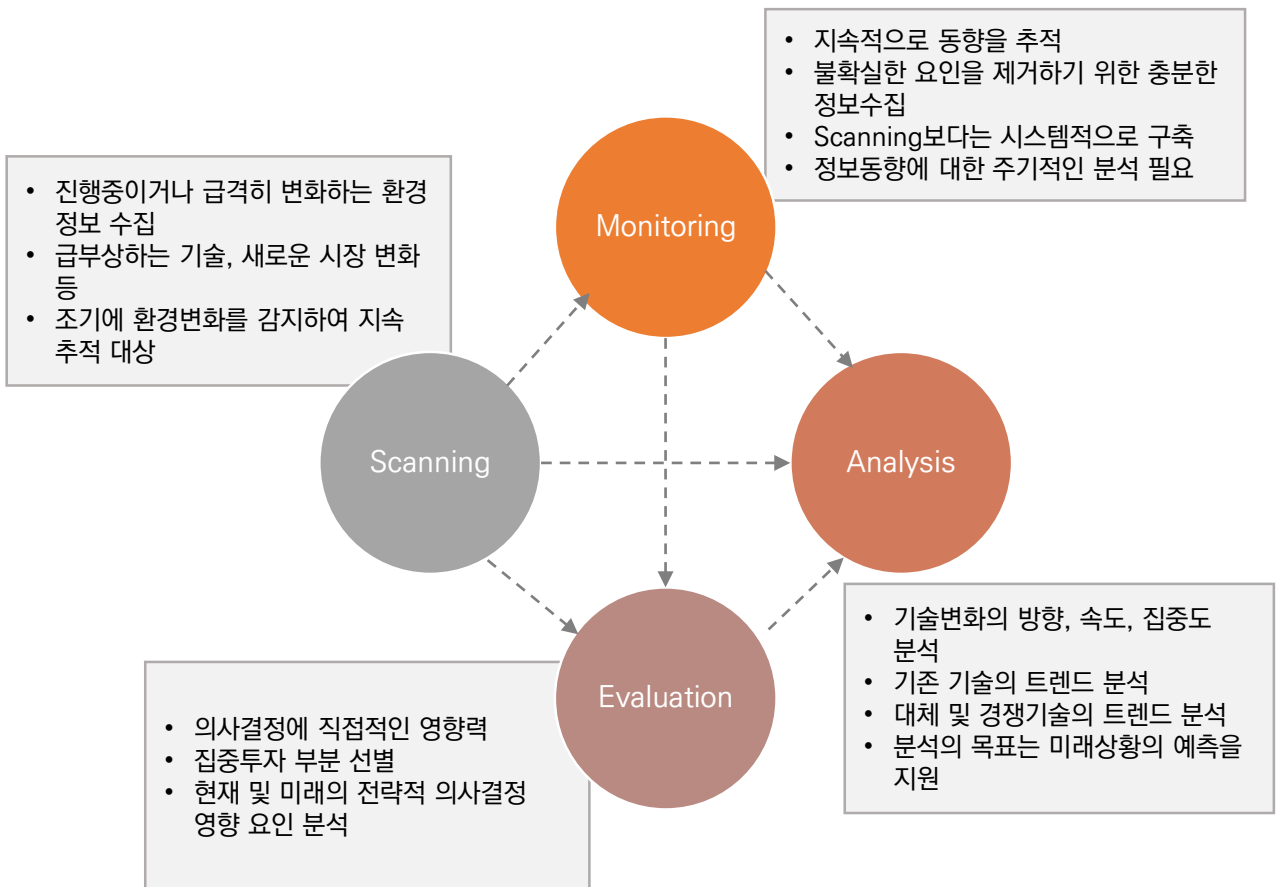 • 지속적으로 동향을 추적
• 불확실한 요인을 제거하기 위한 충분한
정보수집
• Scanning보다는 시스템적으로 구축
• 정보동향에 대한 주기적인 분석 필요
• 진행중이거나 급격히 변화하는 환경
정보 수집
• 급부상하는 기술, 새로운 시장 변화
등
• 조기에 환경변화를 감지하여 지속
추적 대상
Monitoring
Scanning
Analysis
Evaluation
• 기술변화의 방향, 속도, 집중도
분석
• 기존 기술의 트렌드 분석
• 대체 및 경쟁기술의 트렌드 분석
• 분석의 목표는 미래상황의 예측을
지원
• 의사결정에 직접적인 영향력
• 집중투자 부분 선별
• 현재 및 미래의 전략적 의사결정
영향 요인 분석